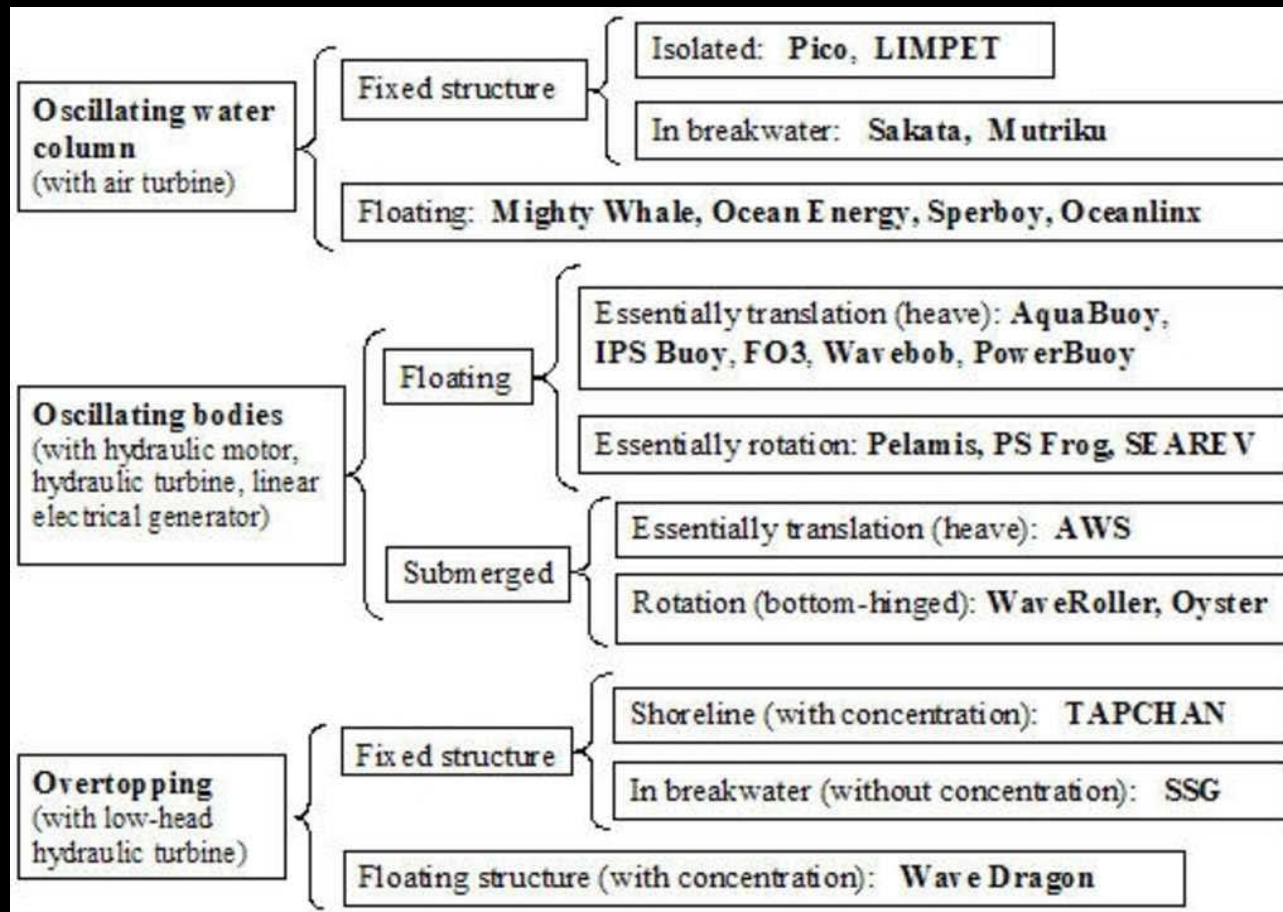 Oscillating water
column
(with air turbine)
Fixed structure
Isolated: Pico, LIMPET
In breakwater: Sakata, Mutriku
Floating: Mighty Whale, Ocean Energy, Sperboy, Oceanlinx
Oscillating bodies
(with hydraulic motor,
hydraulic turbine, linear
electrical generator)
Floating
Essentially translation (heave): AquaBuoy,
IPS Buoy, FO3, Wavebob, PowerBuoy
Essentially rotation: Pelamis, PS Frog, SEAREV
Submerged
Essentially translation (heave): AWS
Rotation (bottom-hinged): WaveRoller, Oyster
Overtopping
(with low-head
hydraulic turbine)
Fixed structure
Shoreline (with concentration): TAPCHAN
In breakwater (without concentration): SSG
Floating structure (with concentration): Wave Dragon